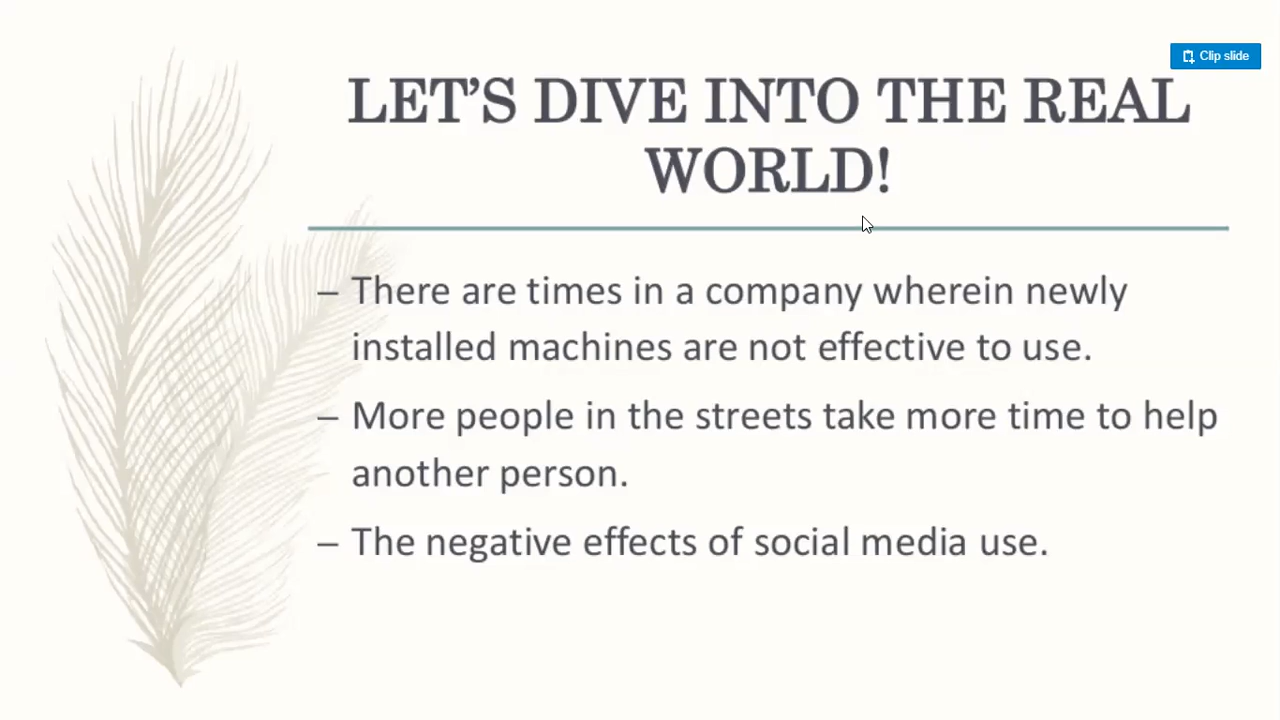 Clip slide
LET’S DIVE INTO THE REAL
WORLD!
– There are times in a company wherein newly
installed machines are not effective to use.
– More people in the streets take more time to help
another person.
– The negative effects of social media use.